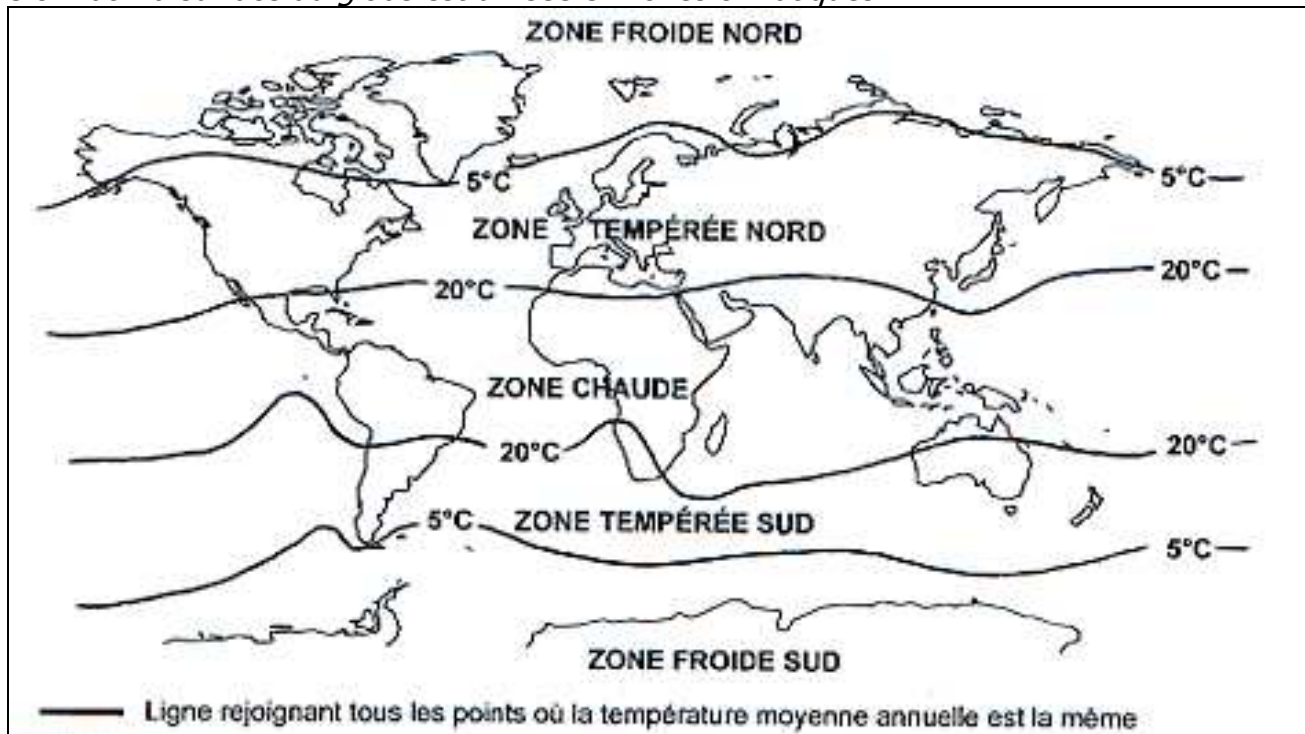 ZONE FROIDE NORD
5°C
5°C
ZONE TEMPÉRÉE NORD
20°C
20°C
ZONE CHAUDE
20°C
20°C
5°C
ZONE TEMPÉRÉE SUD
5°C
ZONE FROIDE SUD
Ligne rejoignant tous les points où la température moyenne annuelle est la même